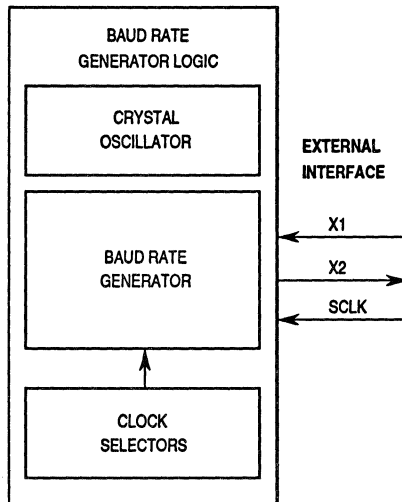 BAUD RATE
GENERATOR LOGIC
CRYSTAL
OSCILLATOR
EXTERNAL
INTERFACE
X1
BAUD RATE
GENERATOR
X2
SCLK
CLOCK
SELECTORS